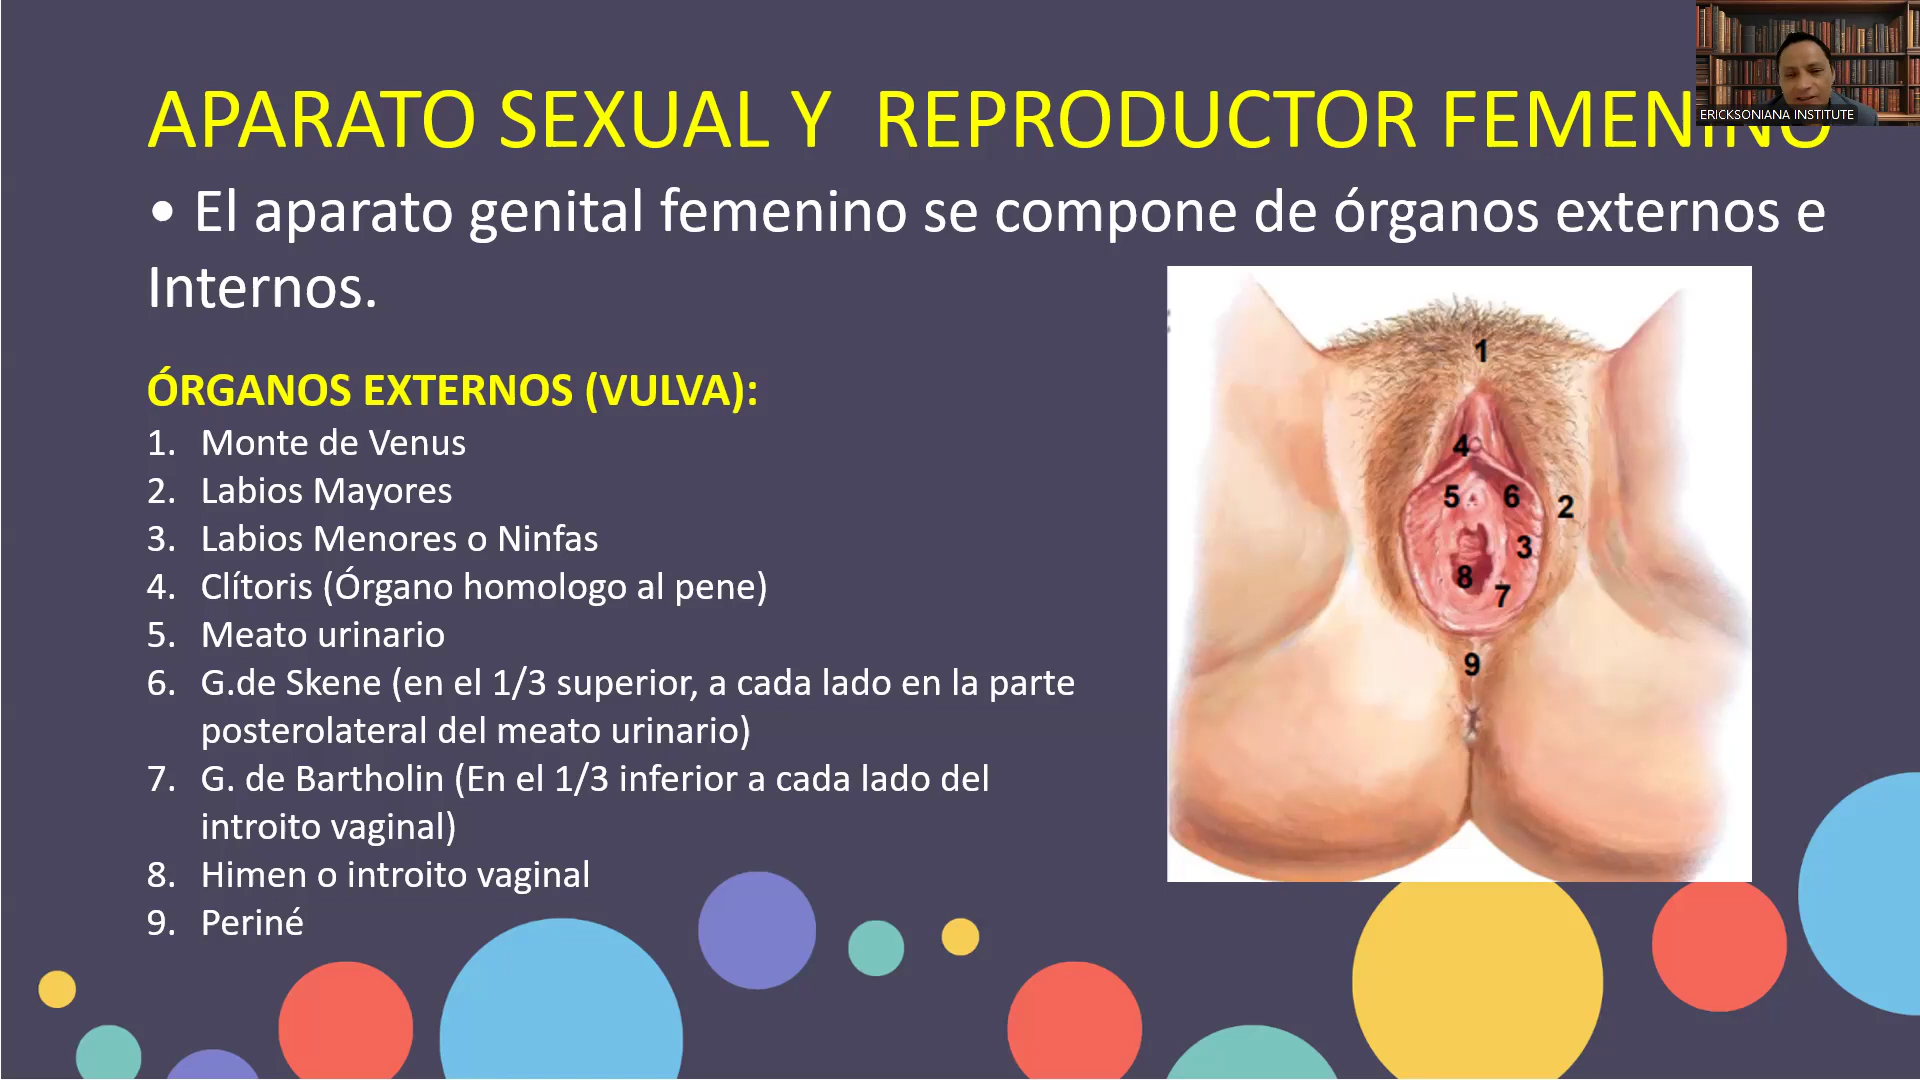 APARATO SEXUAL Y REPRODUCTOR FEMENINO
ERICKSONIANA INSTITUTE
• El aparato genital femenino se compone de órganos externos e
Internos.
ÓRGANOS EXTERNOS (VULVA):
1. Monte de Venus
2. Labios Mayores
3. Labios Menores o Ninfas
4. Clítoris (Órgano homologo al pene)
5. Meato urinario
6. G.de Skene (en el 1/3 superior, a cada lado en la parte
posterolateral del meato urinario)
7. G. de Bartholin (En el 1/3 inferior a cada lado del
introito vaginal)
8. Himen o introito vaginal
9. Periné
1
4
5 6 2
3
8 7
9